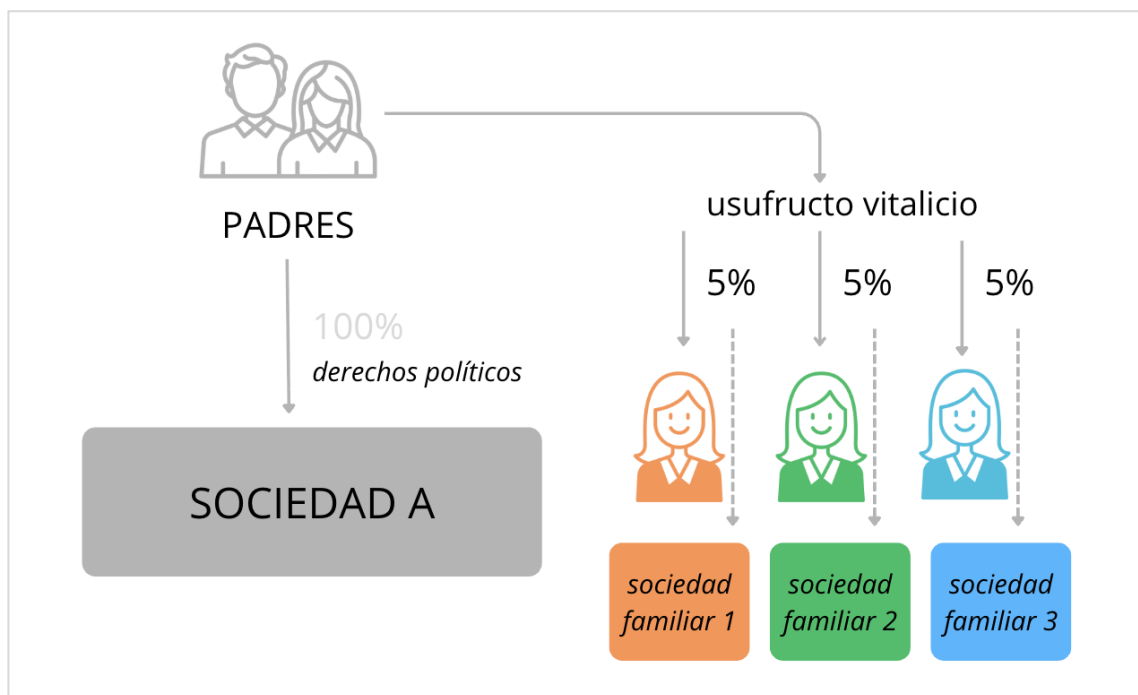 PADRES
100%
derechos políticos
SOCIEDAD A
usufructo vitalicio
5%
5%
5%
sociedad
familiar 1
sociedad
familiar 2
sociedad
familiar 3